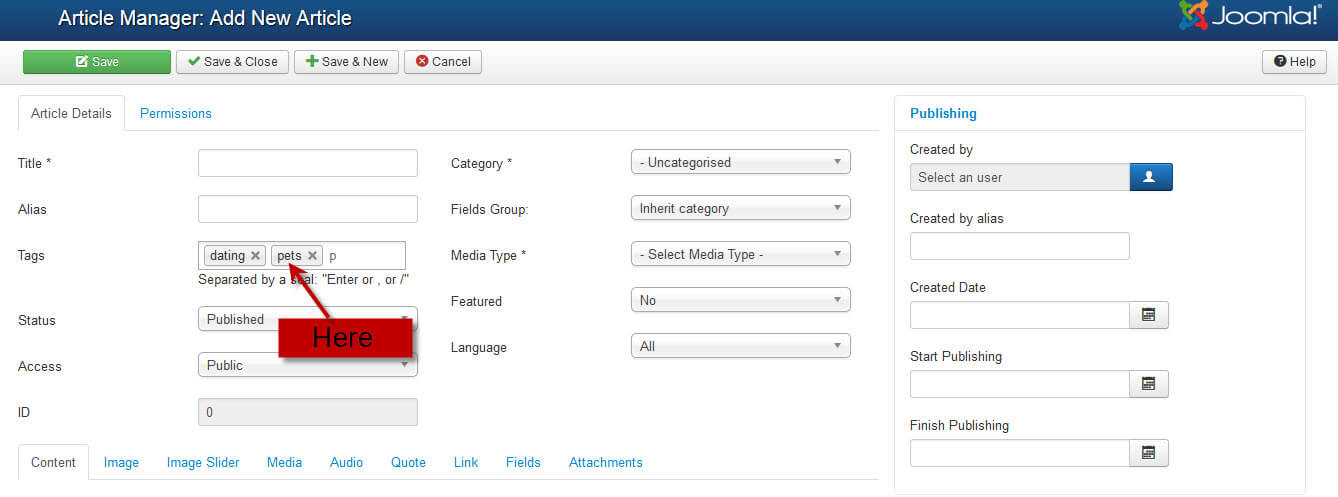 Article Manager: Add New Article
Joomla!®
Save
Save & Close
Save & New
Cancel
Help
Article Details
Permissions
Title *
Alias
Tags
dating
pets
p
Separated by a seal: "Enter or , or /"
Status
Published
Here
Access
Public
ID
0
Category *
- Uncategorised
Fields Group:
Inherit category
Media Type *
- Select Media Type -
Featured
No
Language
All
Publishing
Created by
Select an user
Created by alias
Created Date
Start Publishing
Finish Publishing
Content
Image
Image Slider
Media
Audio
Quote
Link
Fields
Attachments